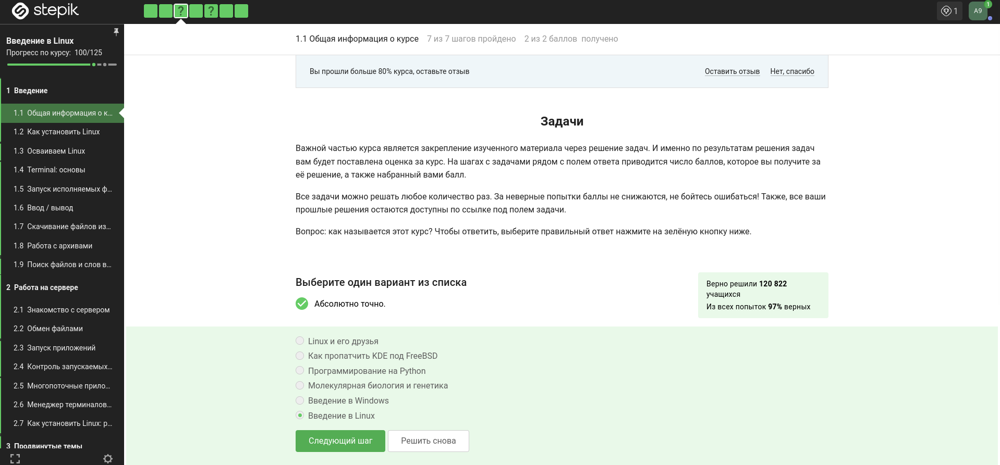 stepik
?
?
1
A9
1
Введение в Linux
Прогресс по курсу: 100/125
1 Введение
1.1 Общая информация о к...
1.2 Как установить Linux
1.3 Осваиваем Linux
1.4 Terminal: основы
1.5 Запуск исполняемых ф...
1.6 Ввод / вывод
1.7 Скачивание файлов из...
1.8 Работа с архивами
1.9 Поиск файлов и слов в...
2 Работа на сервере
2.1 Знакомство с сервером
2.2 Обмен файлами
2.3 Запуск приложений
2.4 Контроль запускаемых...
2.5 Многопоточные прило...
2.6 Менеджер терминалов...
2.7 Как установить Linux: р...
3 Продвинутые темы
1.1 Общая информация о курсе 7 из 7 шагов пройдено 2 из 2 баллов получено
Вы прошли больше 80% курса, оставьте отзыв Оставить отзыв Нет, спасибо
Задачи
Важной частью курса является закрепление изученного материала через решение задач. И именно по результатам решения задач
вам будет поставлена оценка за курс. На шагах с задачами рядом с полем ответа приводится число баллов, которое вы получите за
её решение, а также набранный вами балл.
Все задачи можно решать любое количество раз. За неверные попытки баллы не снижаются, не бойтесь ошибаться! Также, все ваши
прошлые решения остаются доступны по ссылке под полем задачи.
Вопрос: как называется этот курс? Чтобы ответить, выберите правильный ответ нажмите на зелёную кнопку ниже.
Выберите один вариант из списка
Абсолютно точно.
Верно решили 120 822
учащихся
Из всех попыток 97% верных
Linux и его друзья
Как пропатчить KDE под FreeBSD
Программирование на Python
Молекулярная биология и генетика
Введение в Windows
Введение в Linux
Следующий шаг
Решить снова